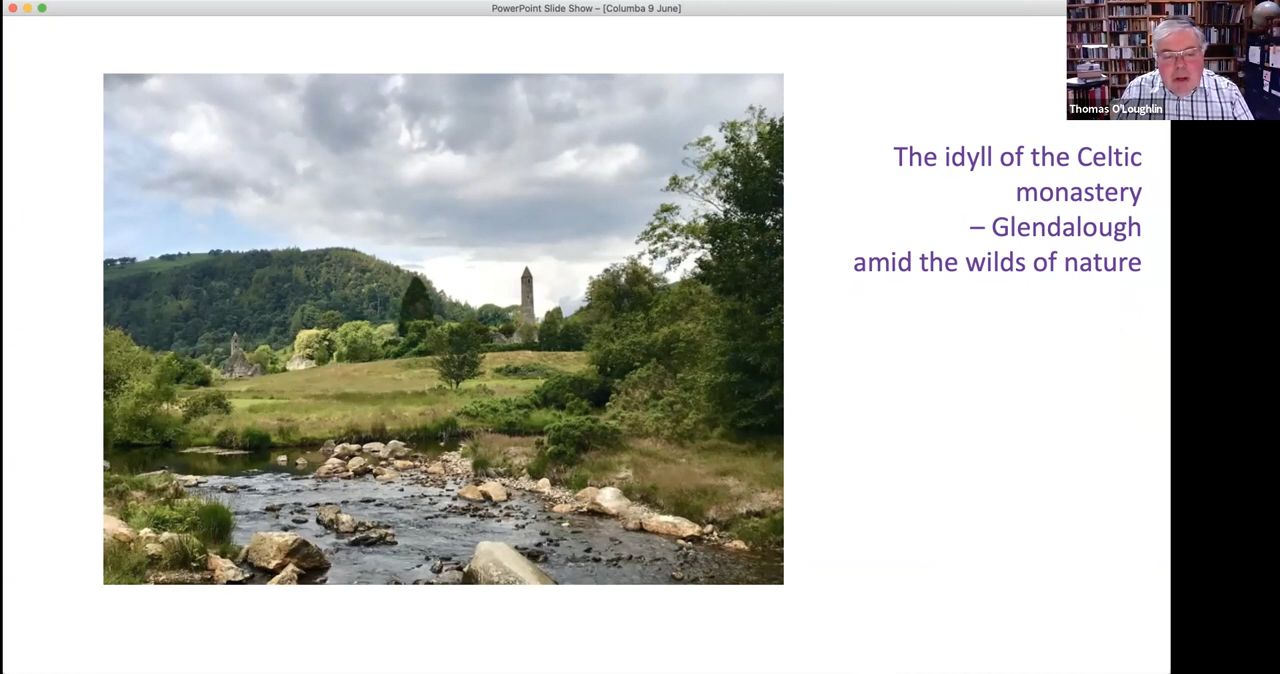 PowerPoint Slide Show – [Columba 9 June]
Thomas O'Loughlin
The idyll of the Celtic
monastery
– Glendalough
amid the wilds of nature